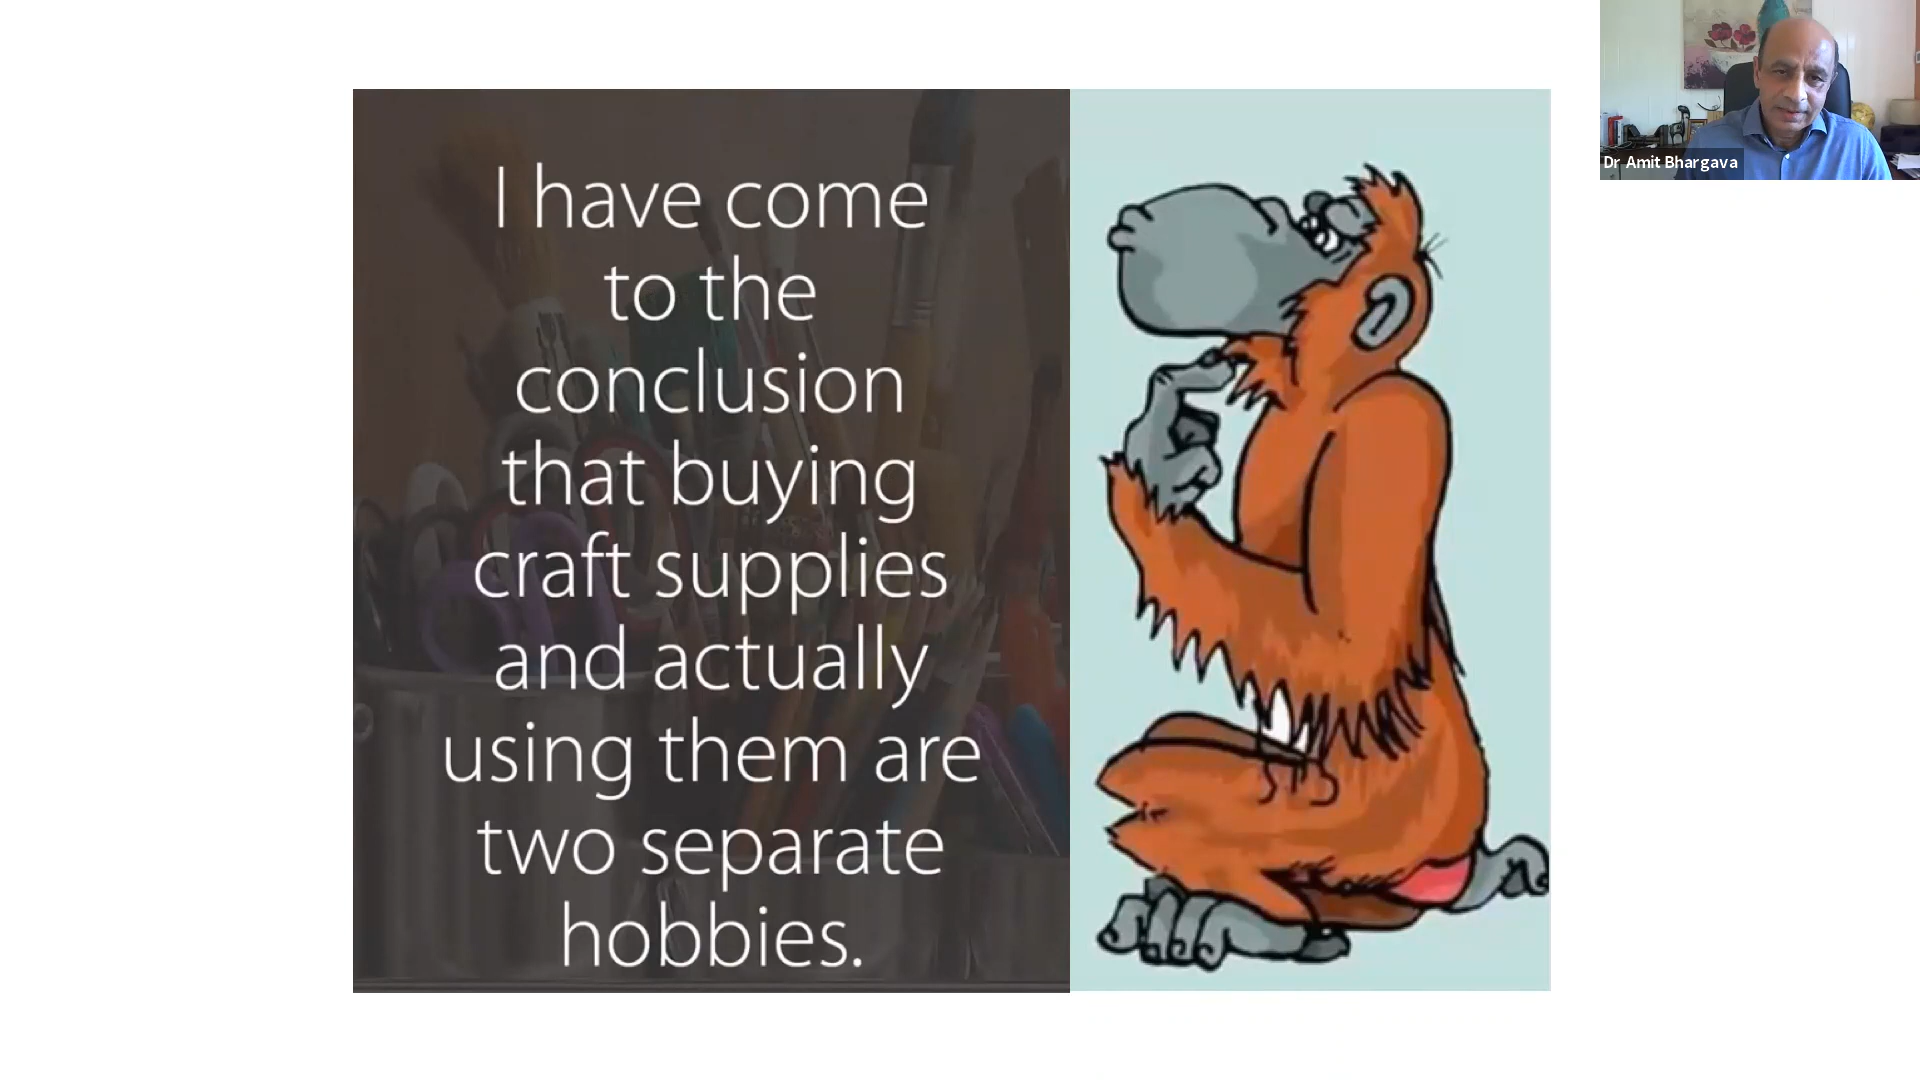 I have come
to the
conclusion
that buying
craft supplies
and actually
using them are
two separate
hobbies.
Dr Amit Bhargava